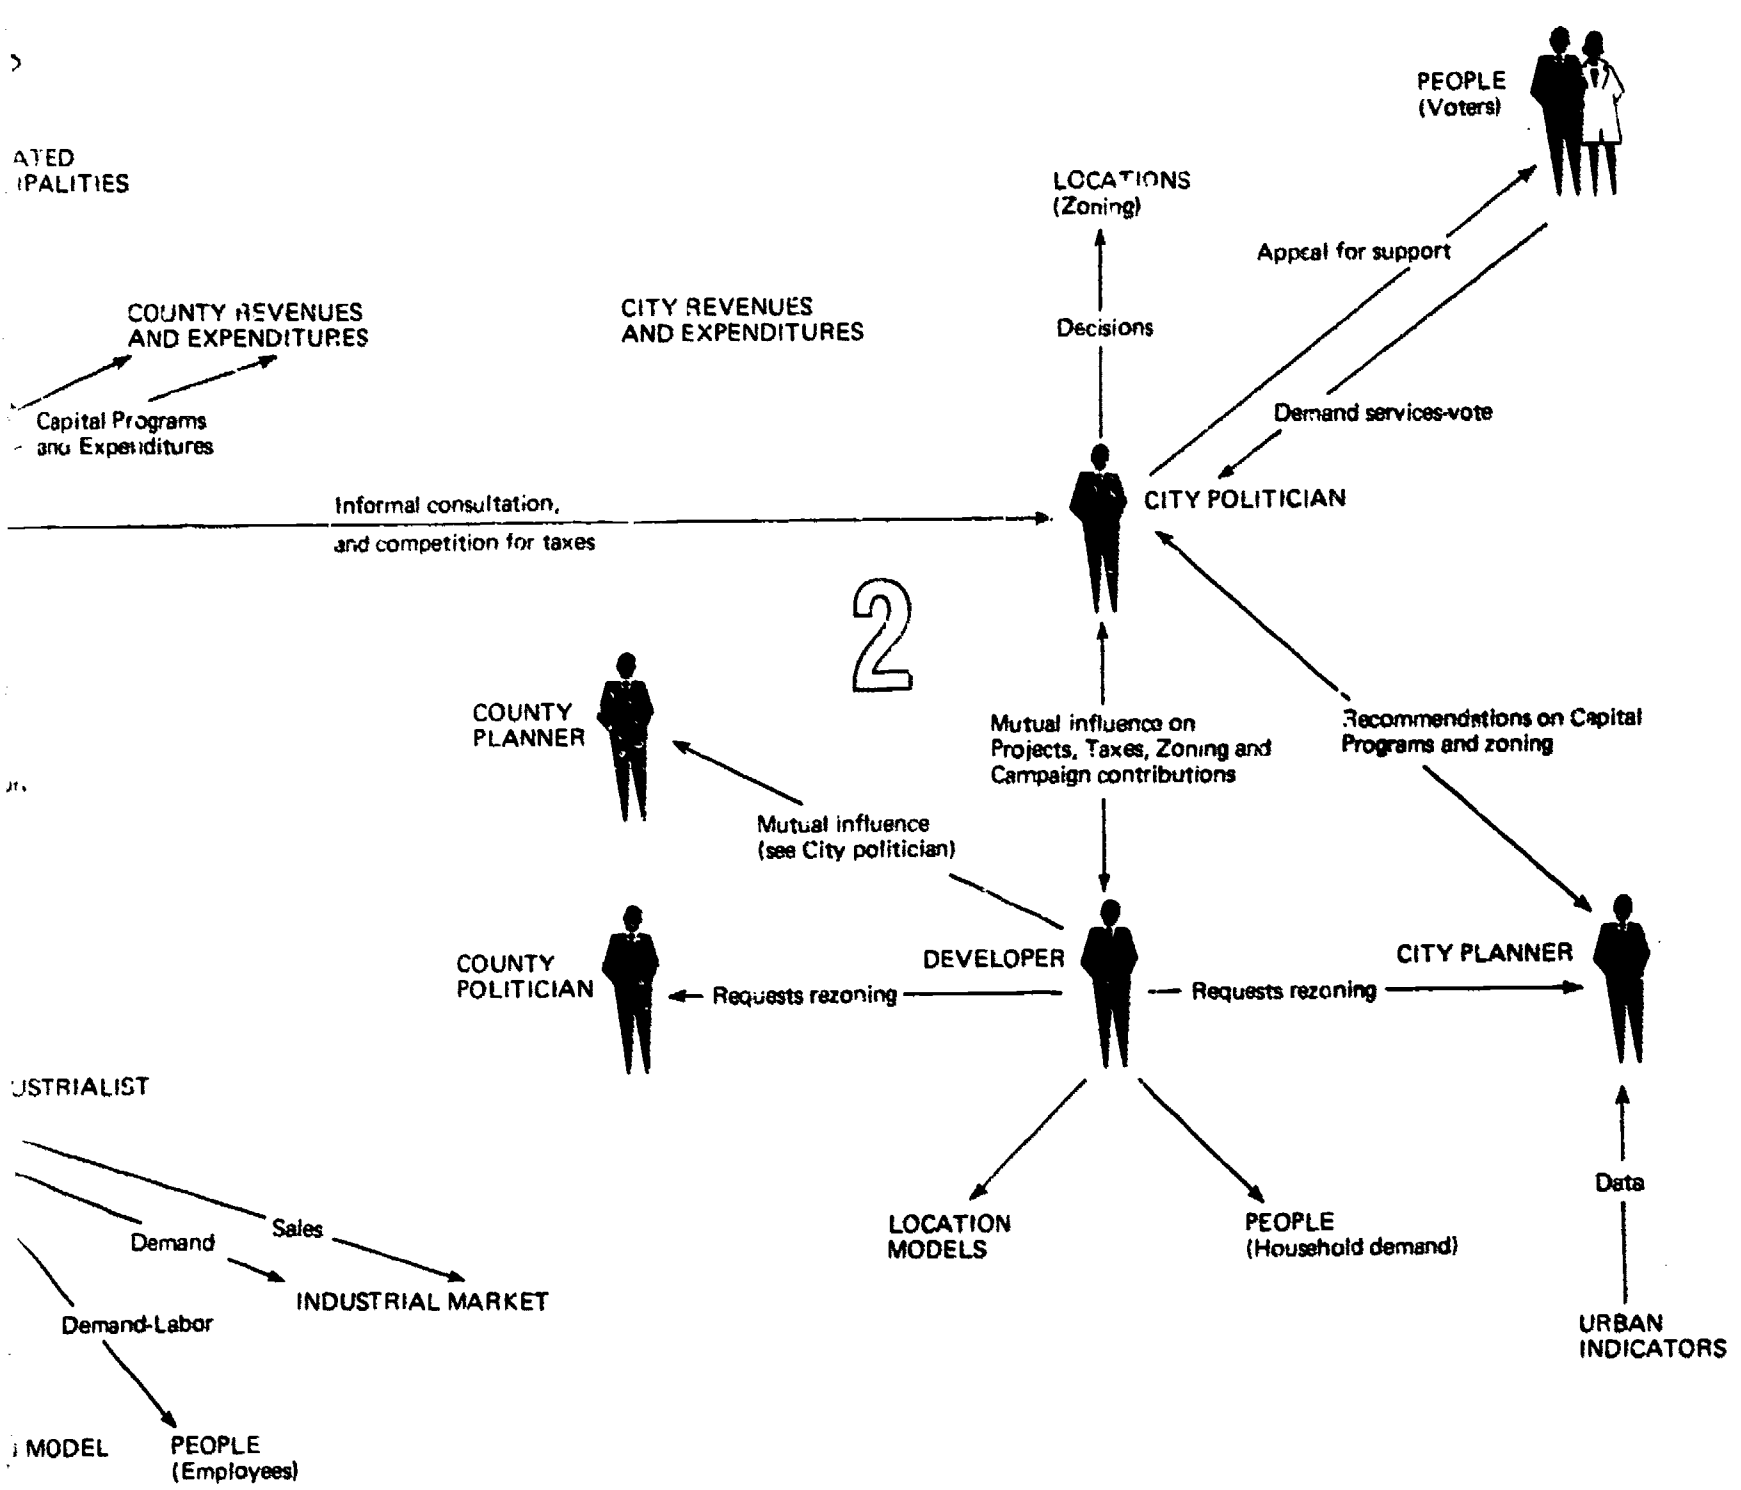 PEOPLE
(Voters)
ATED
IPALITIES
LOCATIONS
(Zoning)
Appeal for support
COUNTY REVENUES
AND EXPENDITURES
CITY REVENUES
AND EXPENDITURES
Decisions
Capital Programs
and Expenditures
Demand services-vote
CITY POLITICIAN
Informal consultation,
and competition for taxes
2
COUNTY
PLANNER
Mutual influence on
Projects, Taxes, Zoning and
Campaign contributions
Recommendations on Capital
Programs and zoning
Mutual influence
(see City politician)
COUNTY
POLITICIAN
DEVELOPER
CITY PLANNER
Requests rezoning
Requests rezoning
USTRIALIST
Data
Sales
Demand
LOCATION
MODELS
PEOPLE
(Household demand)
INDUSTRIAL MARKET
Demand-Labor
URBAN
INDICATORS
MODEL
PEOPLE
(Employees)